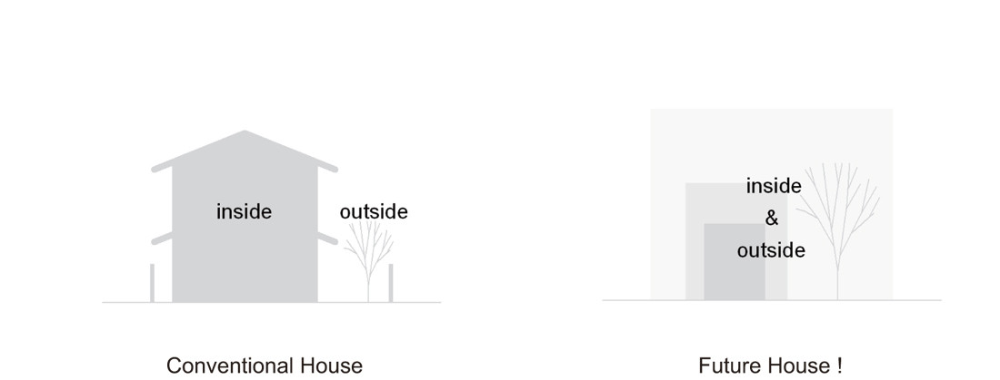 inside
outside
Conventional House
inside
&
outside
Future House !